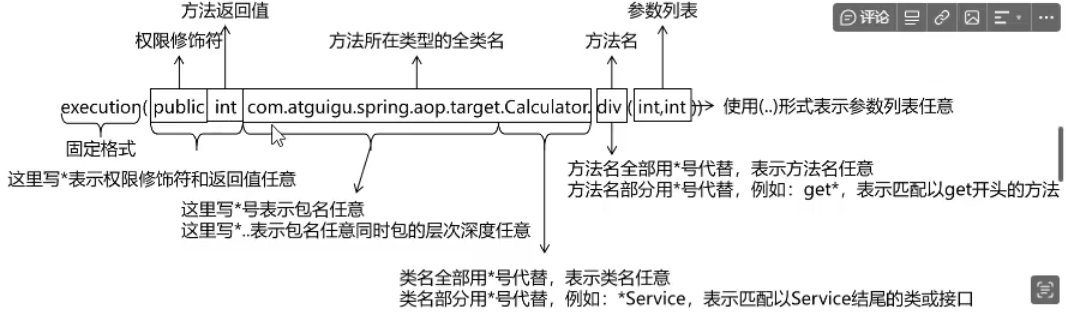 方法返回值
参数列表
评论
权限修饰符
方法所在类型的全类名
方法名
execution(public int com.atguigu.spring.aop.target.Calculator.div(int,int))
使用(..)形式表示参数列表任意
固定格式
这里写*表示权限修饰符和返回值任意
方法名全部用*号代替，表示方法名任意
方法名部分用*号代替，例如：get*，表示匹配以get开头的方法
这里写*号表示包名任意
这里写*..表示包名任意同时包的层次深度任意
类名全部用*号代替，表示类名任意
类名部分用*号代替，例如：*Service，表示匹配以Service结尾的类或接口